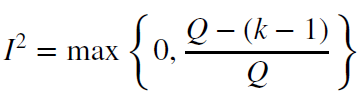 I² = max { 0, Q − (k − 1) / Q }